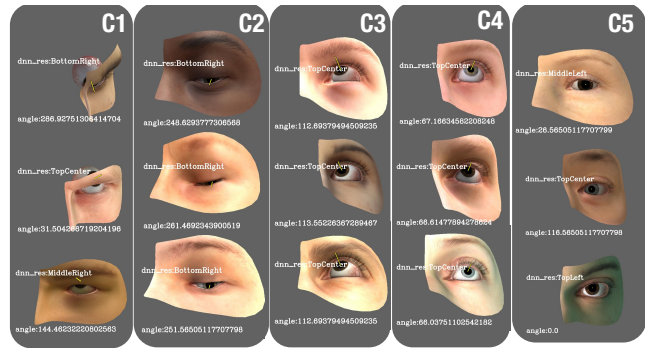 C1
dnn_res:BottomRight
angle:286.92751306414704
dnn_res:TopCenter
angle:31.504298719204196
dnn_res:MiddleRight
angle:144.46232220802563
C2
dnn_res:BottomRight
angle:248.6293777306568
dnn_res:BottomRight
angle:261.4692343900519
dnn_res:BottomRight
angle:251.56505117707798
C3
dnn_res:TopCenter
angle:112.69379494509235
dnn_res:TopCenter
angle:113.55226367289467
dnn_res:TopCenter
angle:112.69379494509235
C4
dnn_res:TopCenter
angle:67.16634582208248
dnn_res:TopCenter
angle:66.61477894278624
dnn_res:TopCenter
angle:66.03751102542182
C5
dnn_res:MiddleLeft
angle:26.56505117707799
dnn_res:TopCenter
angle:116.56505117707798
dnn_res:TopLeft
angle:0.0